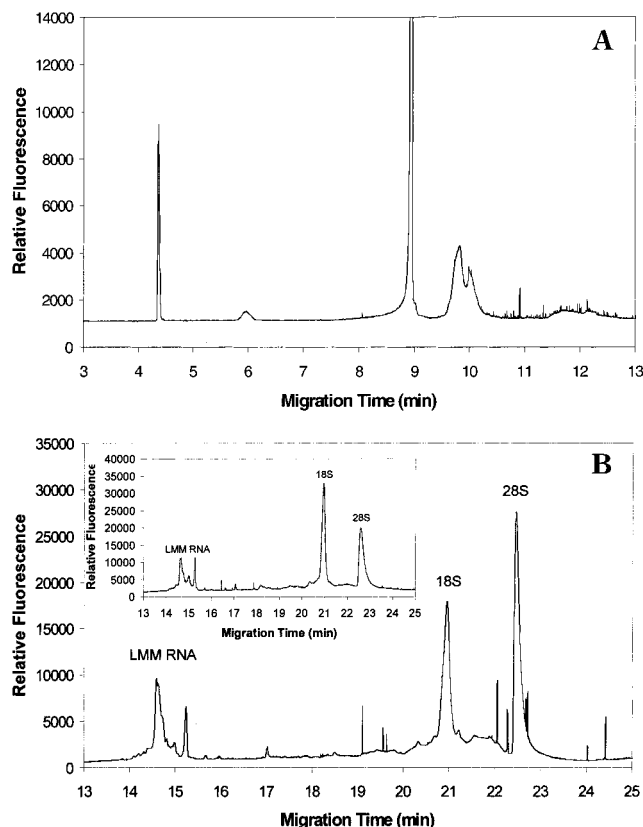 A
14000
12000
10000
8000
6000
4000
2000
0
Relative Fluorescence
3 4 5 6 7 8 9 10 11 12 13
Migration Time (min)
B
35000
30000
25000
20000
15000
10000
5000
0
Relative Fluorescence
28S
18S
LMM RNA
13 14 15 16 17 18 19 20 21 22 23 24 25
Migration Time (min)
40000
35000
30000
25000
20000
15000
10000
5000
0
Relative Fluorescence
18S
28S
LMM RNA
13 14 15 16 17 18 19 20 21 22 23 24 25
Migration Time (min)